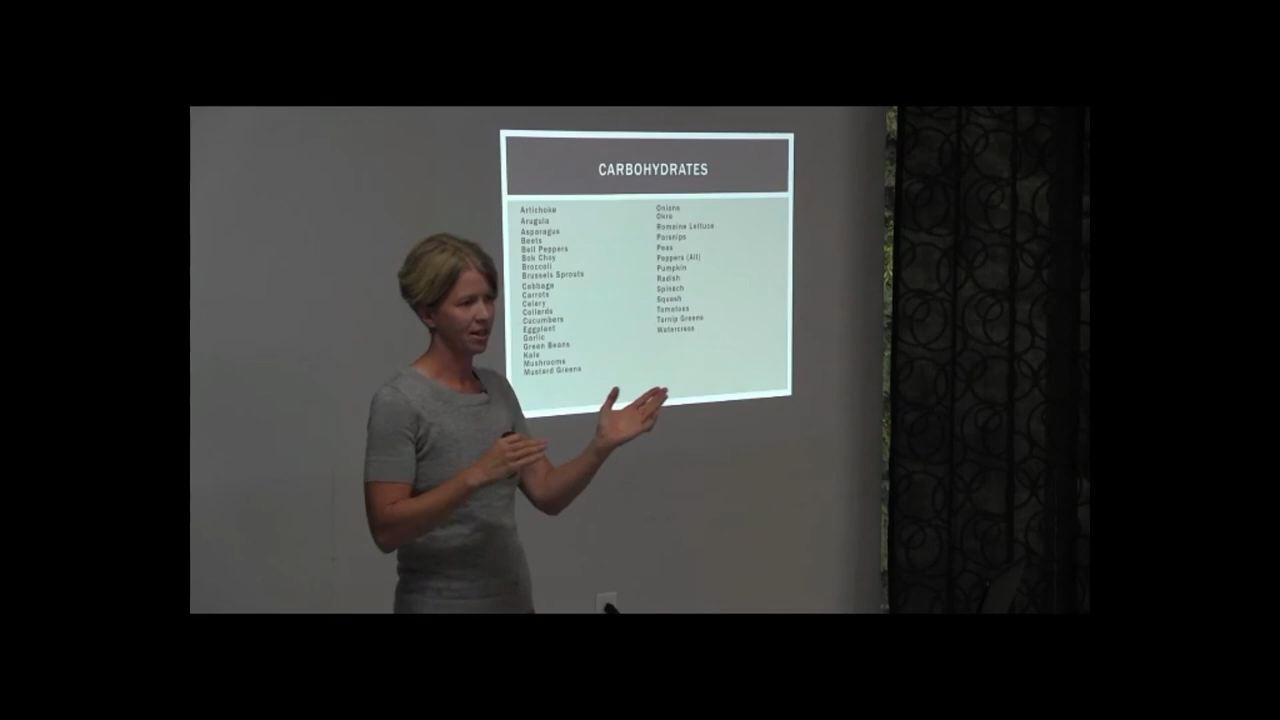 CARBOHYDRATES
Artichoke
Arugula
Asparagus
Beets
Bell Peppers
Bok Choy
Broccoli
Brussels Sprouts
Cabbage
Carrots
Celery
Collards
Cucumbers
Eggplant
Garlic
Green Beans
Kale
Mushrooms
Mustard Greens
Onions
Okra
Romaine Lettuce
Parsnips
Peas
Peppers (All)
Pumpkin
Radish
Spinach
Squash
Tomatoes
Turnip Greens
Watercress